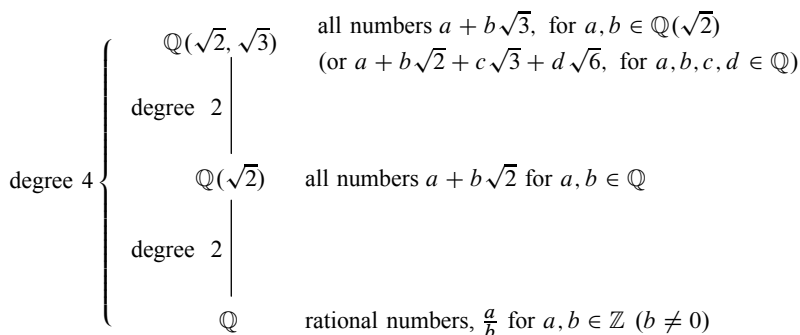 ℚ(√2, √3) all numbers a + b√3, for a, b ∈ ℚ(√2)
(or a + b√2 + c√3 + d√6, for a, b, c, d ∈ ℚ)
degree 2
degree 4 ℚ(√2) all numbers a + b√2 for a, b ∈ ℚ
degree 2
ℚ rational numbers, a/b for a, b ∈ ℤ (b ≠ 0)